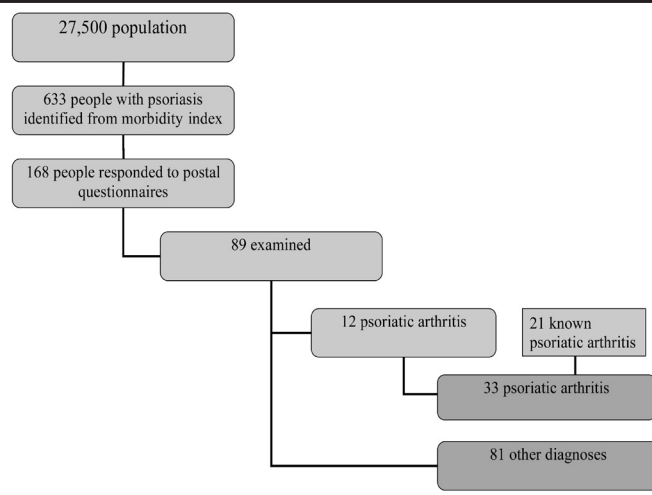 27,500 population
633 people with psoriasis
identified from morbidity index
168 people responded to postal
questionnaires
89 examined
12 psoriatic arthritis
21 known
psoriatic arthritis
33 psoriatic arthritis
81 other diagnoses